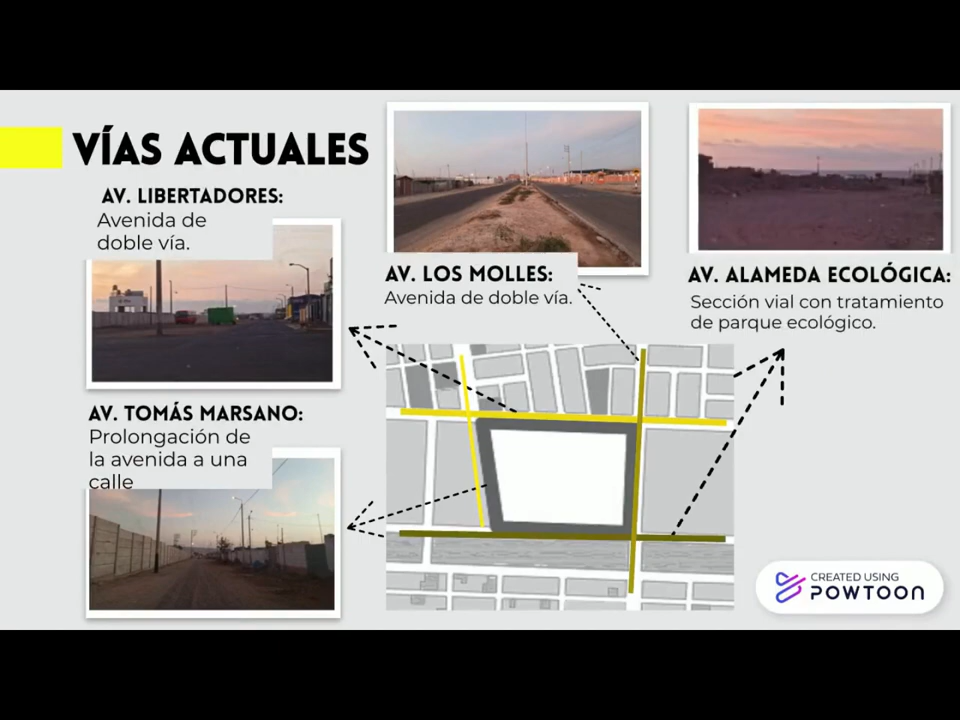 VÍAS ACTUALES
AV. LIBERTADORES:
Avenida de
doble vía.
AV. LOS MOLLES:
Avenida de doble vía.
AV. ALAMEDA ECOLÓGICA:
Sección vial con tratamiento
de parque ecológico.
AV. TOMÁS MARSANO:
Prolongación de
la avenida a una
calle
CREATED USING
POWTOON